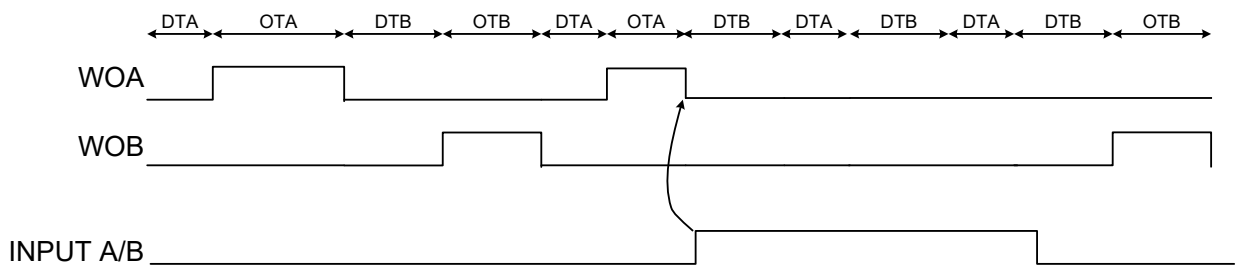 DTA OTA DTB OTB DTA OTA DTB DTA DTB DTA DTB OTB
WOA
WOB
INPUT A/B